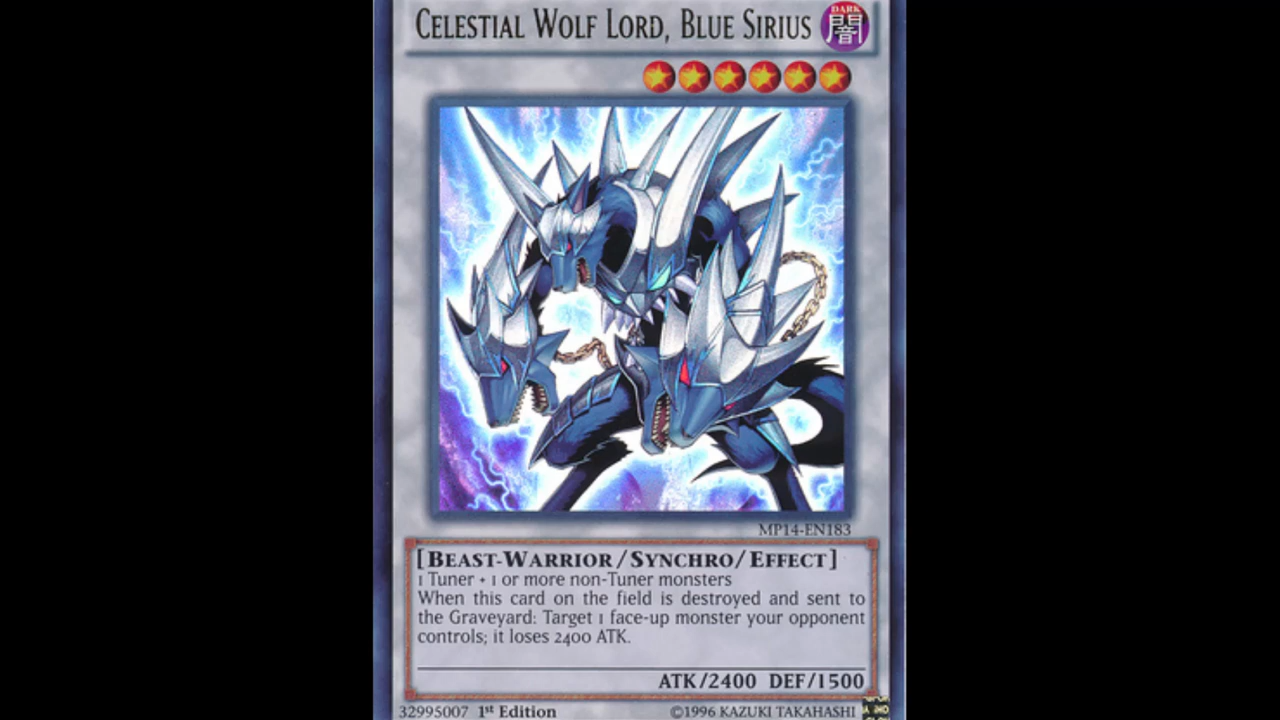 CELESTIAL WOLF LORD, BLUE SIRIUS
DARK
闇
MP14-EN183
[BEAST-WARRIOR/SYNCHRO/EFFECT]
1 Tuner + 1 or more non-Tuner monsters
When this card on the field is destroyed and sent to
the Graveyard: Target 1 face-up monster your opponent
controls; it loses 2400 ATK.
ATK/2400 DEF/1500
32995007 1st Edition ©1996 KAZUKI TAKAHASHI